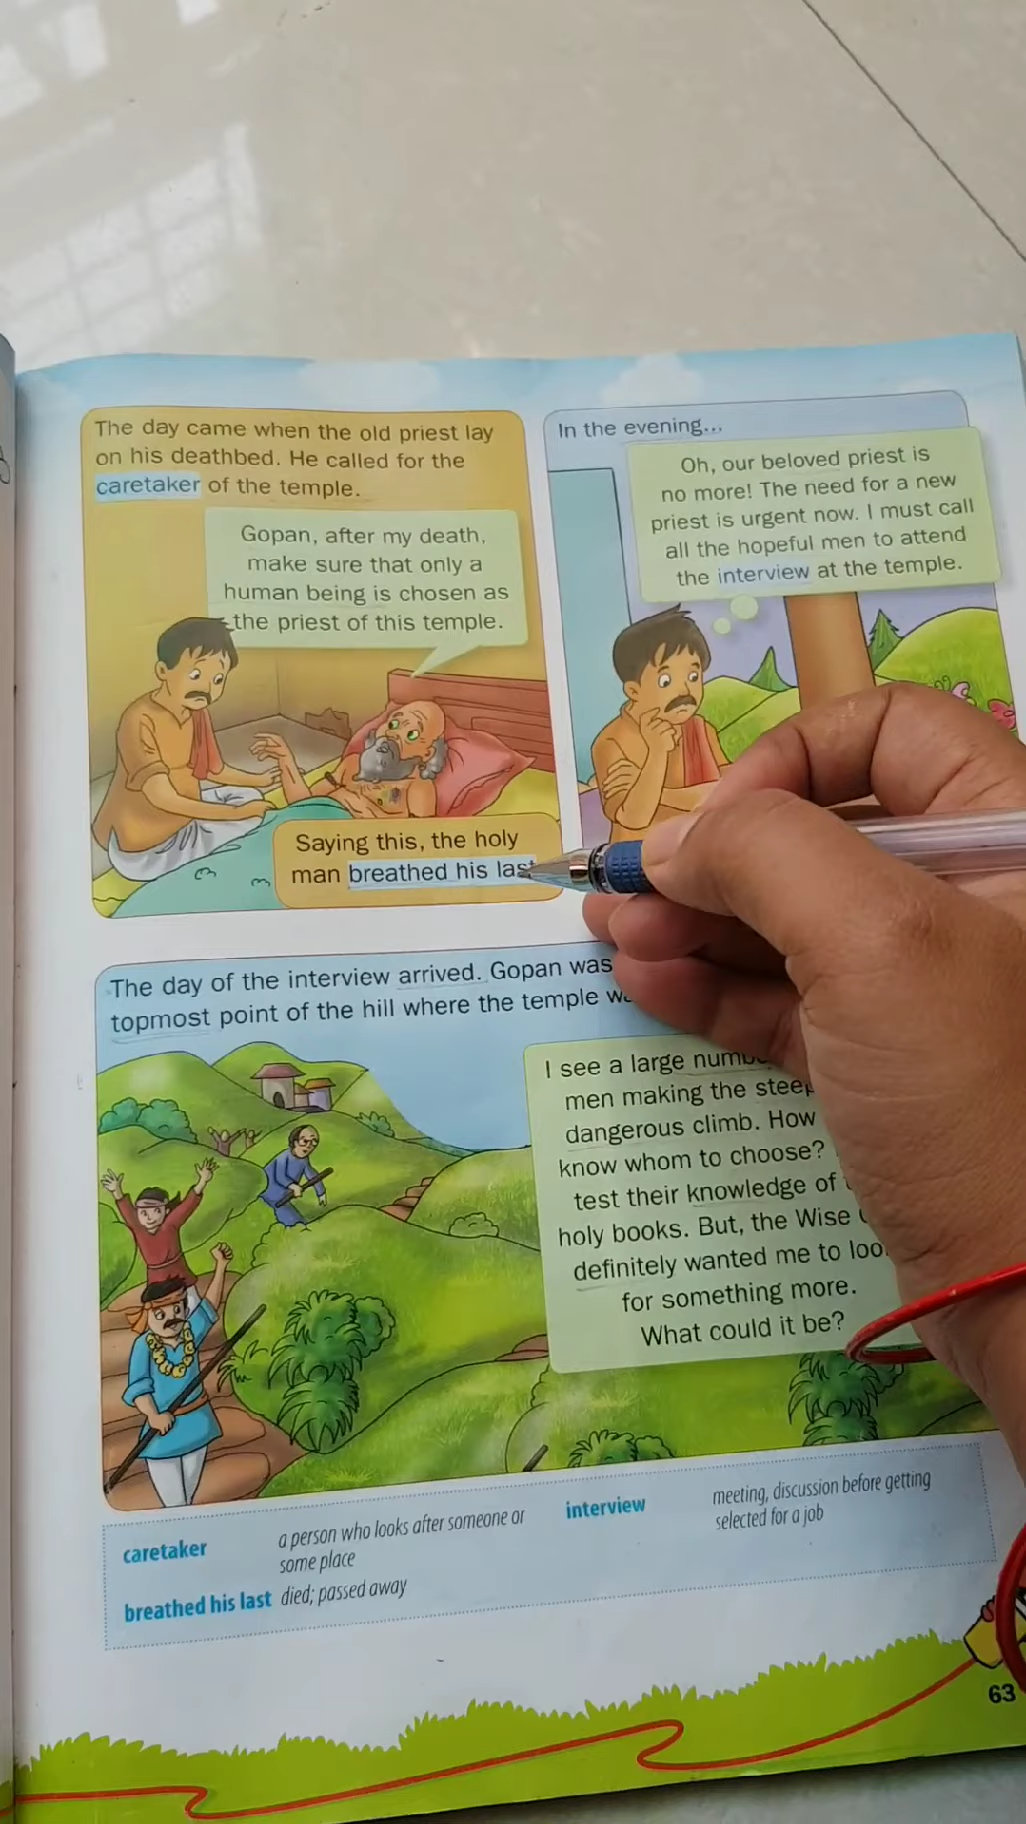 The day came when the old priest lay
on his deathbed. He called for the
caretaker of the temple.
Gopan, after my death,
make sure that only a
human being is chosen as
the priest of this temple.
Saying this, the holy
man breathed his last
In the evening...
Oh, our beloved priest is
no more! The need for a new
priest is urgent now. I must call
all the hopeful men to attend
the interview at the temple.
The day of the interview arrived. Gopan was
topmost point of the hill where the temple
I see a large
men making the
dangerous climb. How
know whom to choose?
test their knowledge of
holy books. But, the Wise
definitely wanted me to
for something more.
What could it be?
caretaker a person who looks after someone or
some place
breathed his last died; passed away
interview meeting, discussion before getting
selected for a job
63